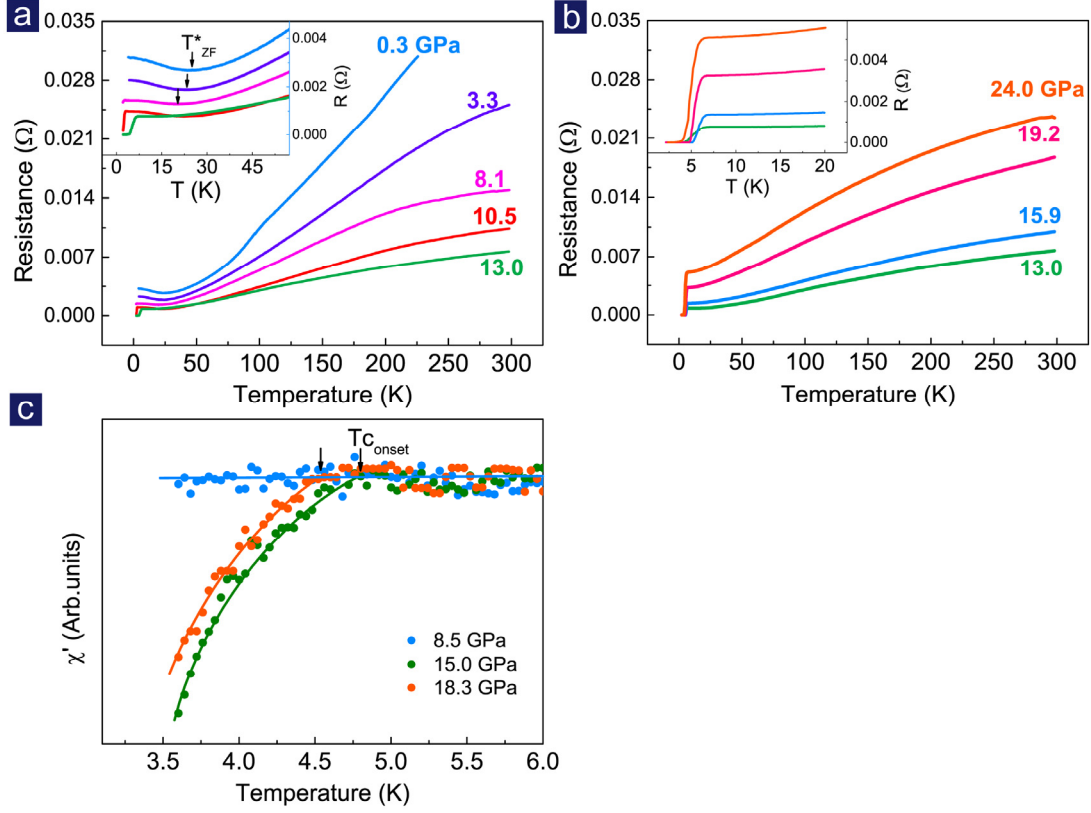 a
0.035
0.028
0.021
0.014
0.007
0.000
Resistance (Ω)
0 50 100 150 200 250 300
Temperature (K)
T*ZF
0.004
0.002
0.000
R (Ω)
2 15 30 45
T (K)
0.3 GPa
3.3
8.1
10.5
13.0
b
0.035
0.028
0.021
0.014
0.007
0.000
Resistance (Ω)
0 50 100 150 200 250 300
Temperature (K)
0.004
0.002
0.000
R (Ω)
5 10 15 20
T (K)
24.0 GPa
19.2
15.9
13.0
c
Tconset
χ' (Arb.units)
8.5 GPa
15.0 GPa
18.3 GPa
3.5 4.0 4.5 5.0 5.5 6.0
Temperature (K)